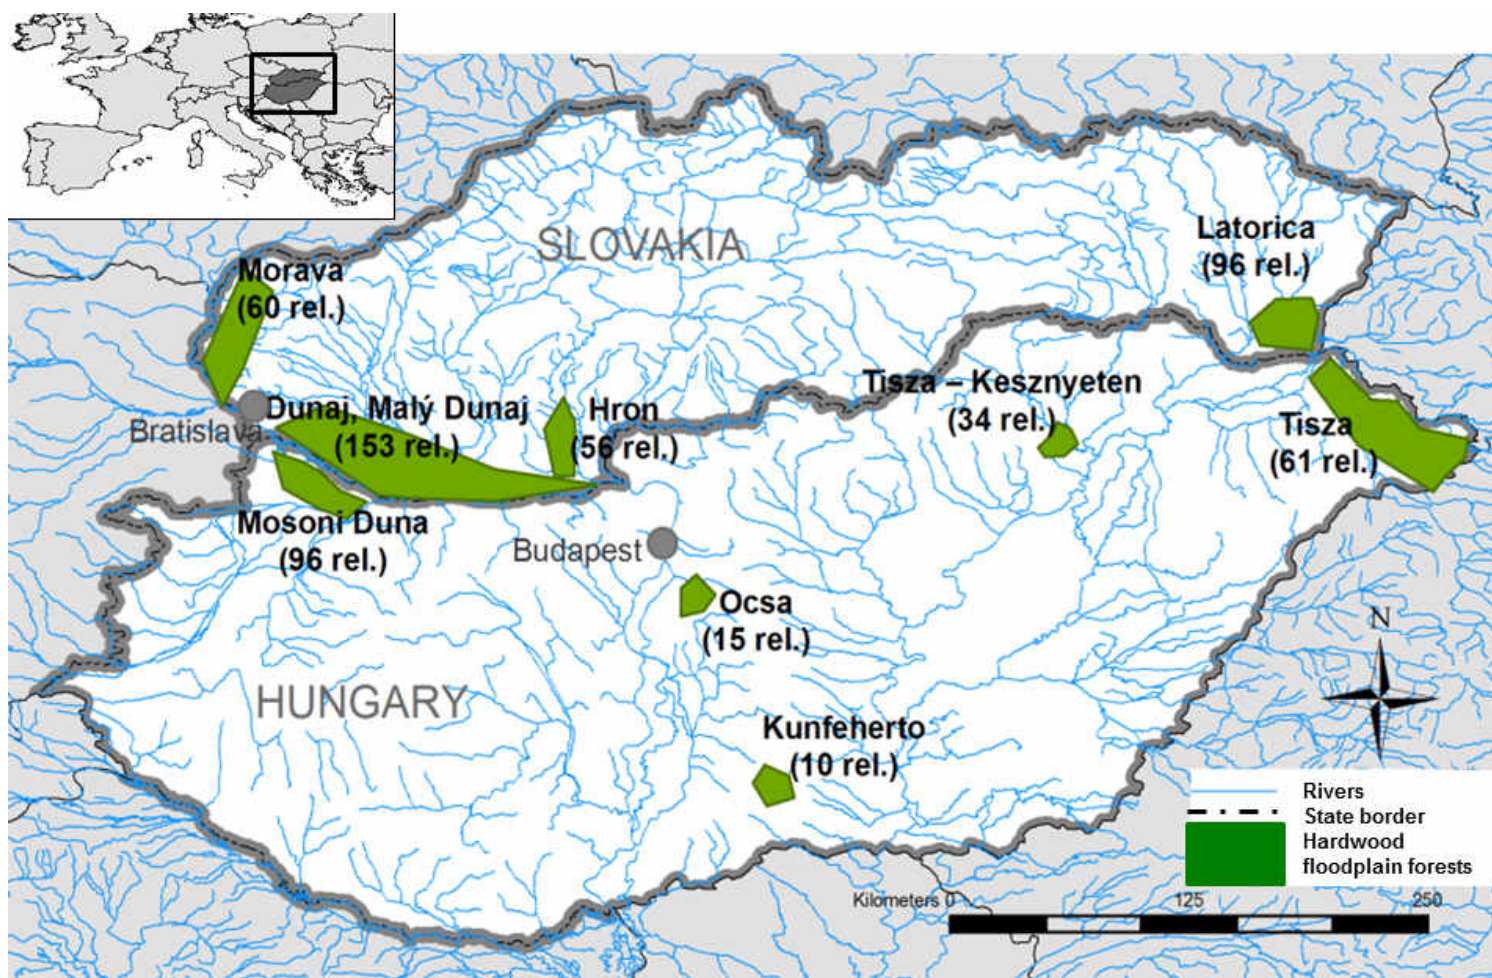 SLOVAKIA
Latorica
(96 rel.)
Morava
(60 rel.)
Tisza – Kesznyeten
(34 rel.)
Dunaj, Malý Dunaj
(153 rel.)
Hron
(56 rel.)
Bratislava
Tisza
(61 rel.)
Mosoni Duna
(96 rel.)
Budapest
Ocsa
(15 rel.)
N
HUNGARY
Kunfeherto
(10 rel.)
Rivers
State border
Hardwood
floodplain forests
Kilometers 0 125 250